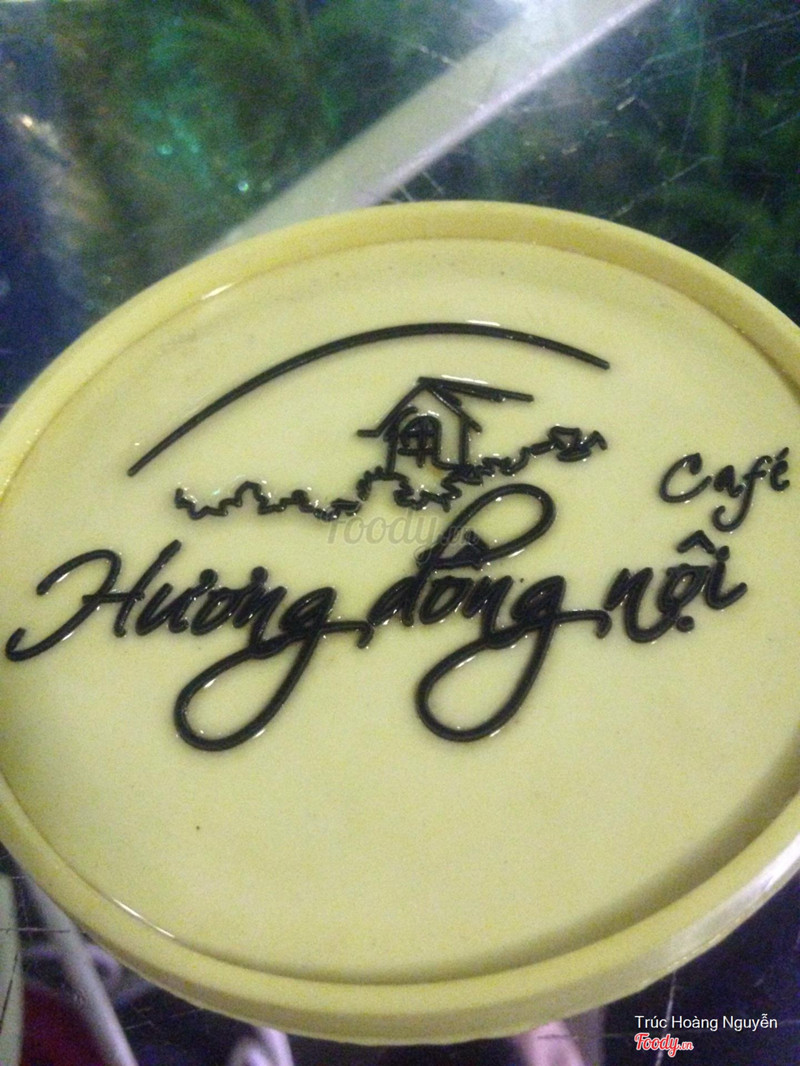 Café
Hương đồng nội
Foody.vn
Trúc Hoàng Nguyễn
Foody.vn